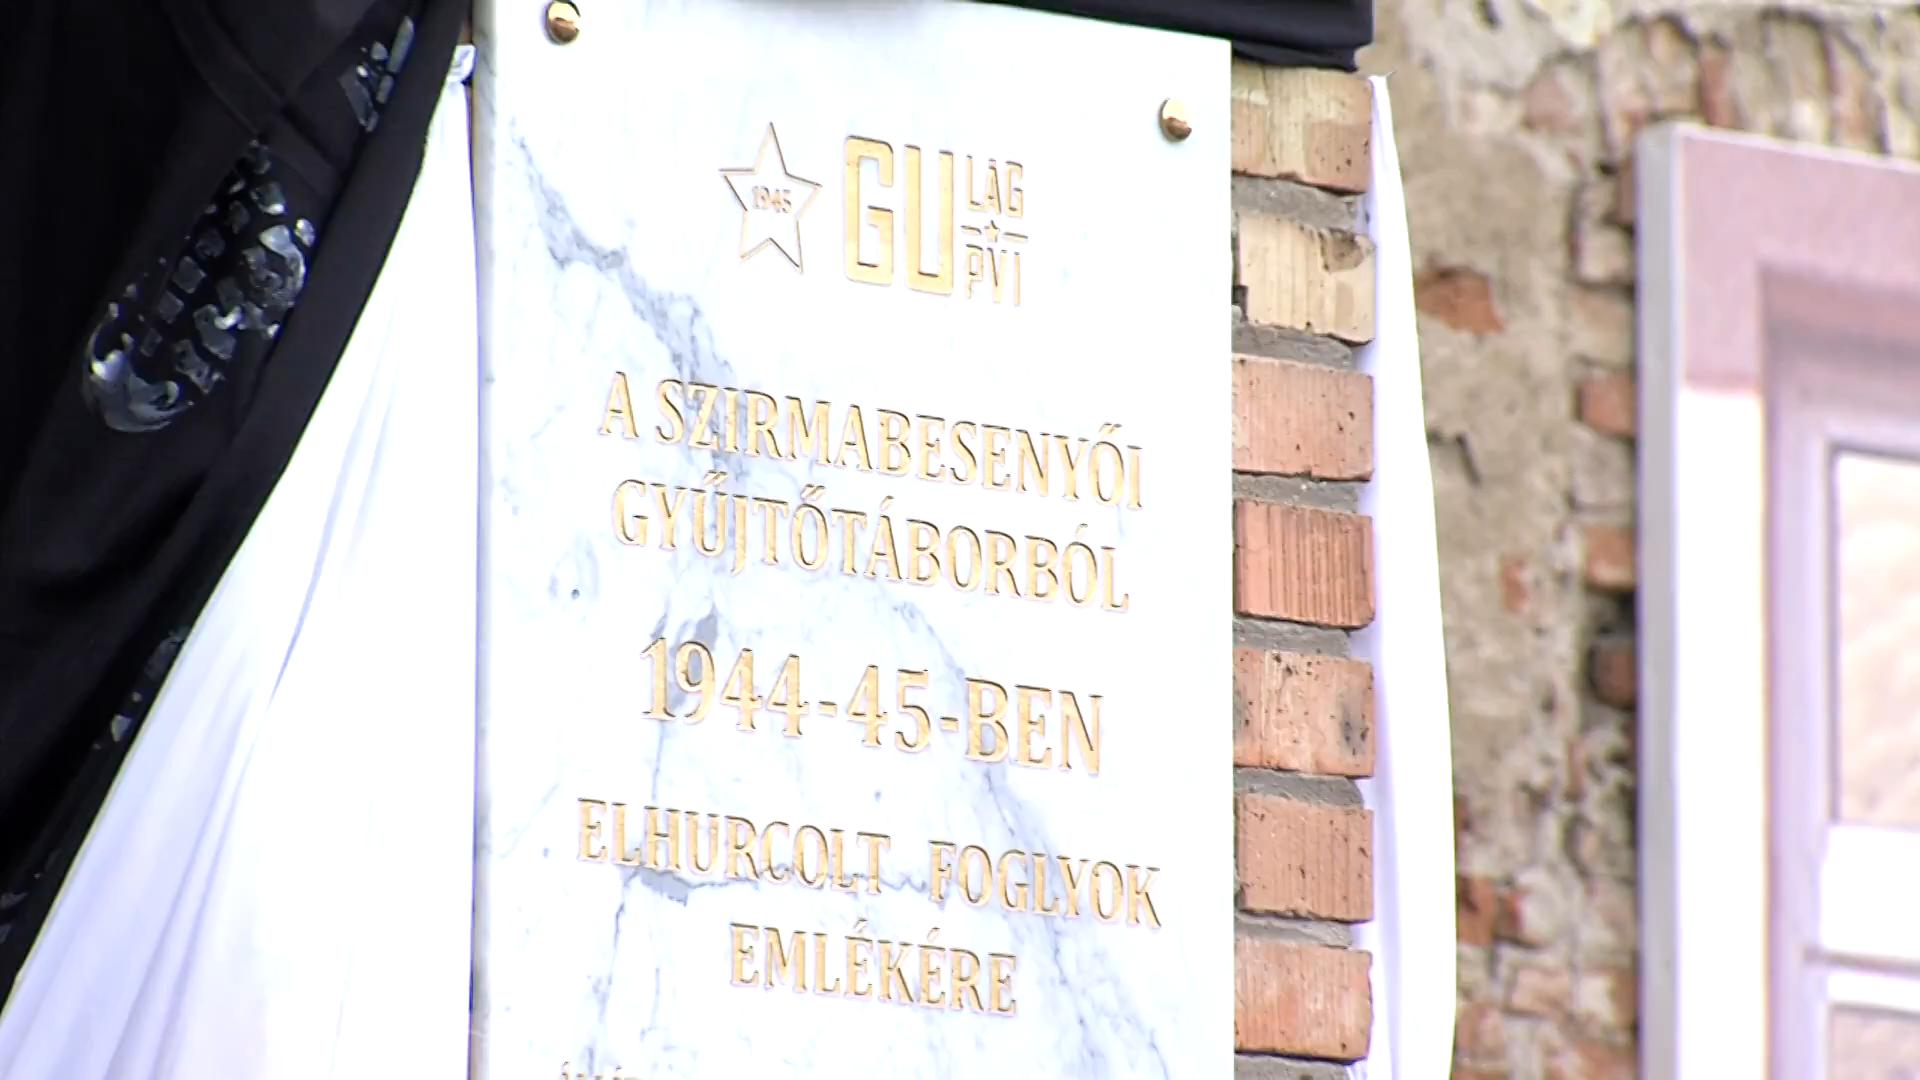 1945
GULÁG
GUPVI
A SZIRMABESENYŐI
GYŰJTŐTÁBORBÓL
1944-45-BEN
ELHURCOLT FOGLYOK
EMLÉKÉRE